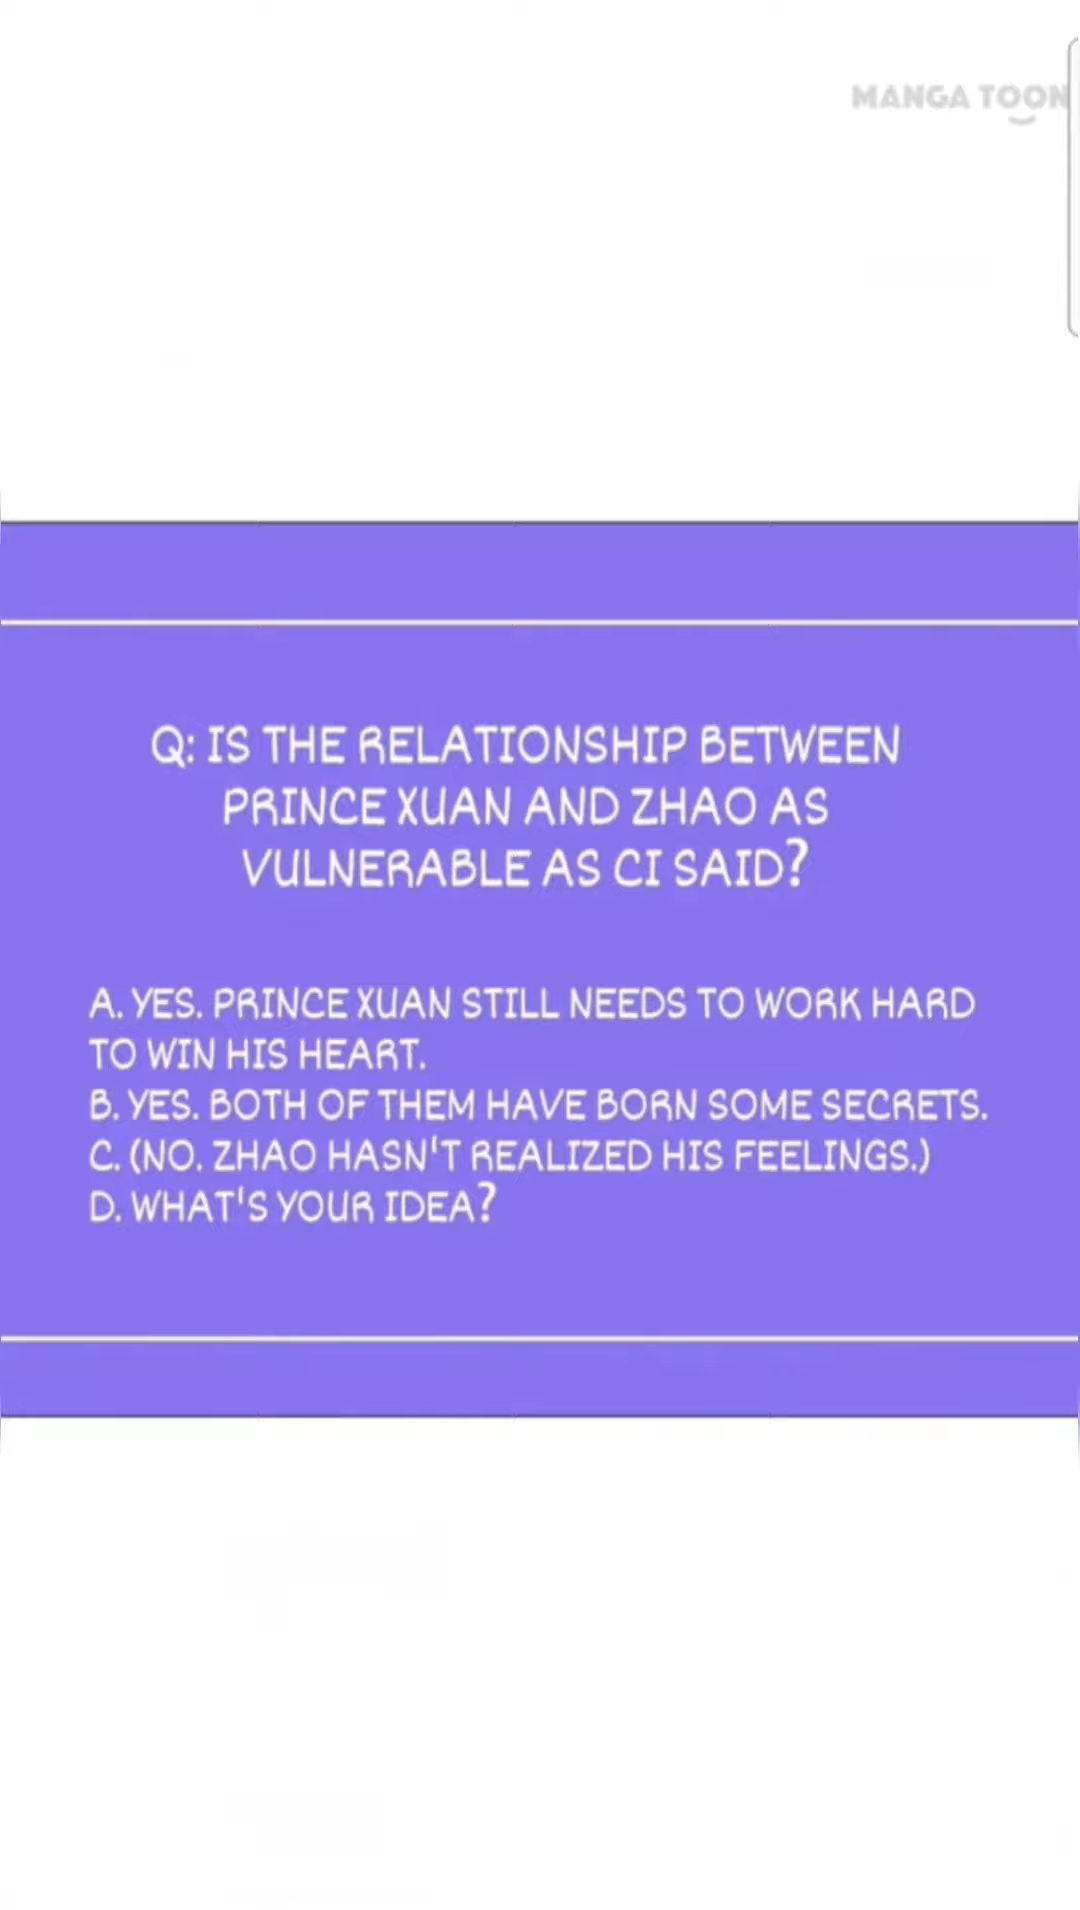 MANGA TOON
Q: IS THE RELATIONSHIP BETWEEN
PRINCE XUAN AND ZHAO AS
VULNERABLE AS CI SAID?
A. YES. PRINCE XUAN STILL NEEDS TO WORK HARD
TO WIN HIS HEART.
B. YES. BOTH OF THEM HAVE BORN SOME SECRETS.
C. (NO. ZHAO HASN'T REALIZED HIS FEELINGS.)
D. WHAT'S YOUR IDEA?